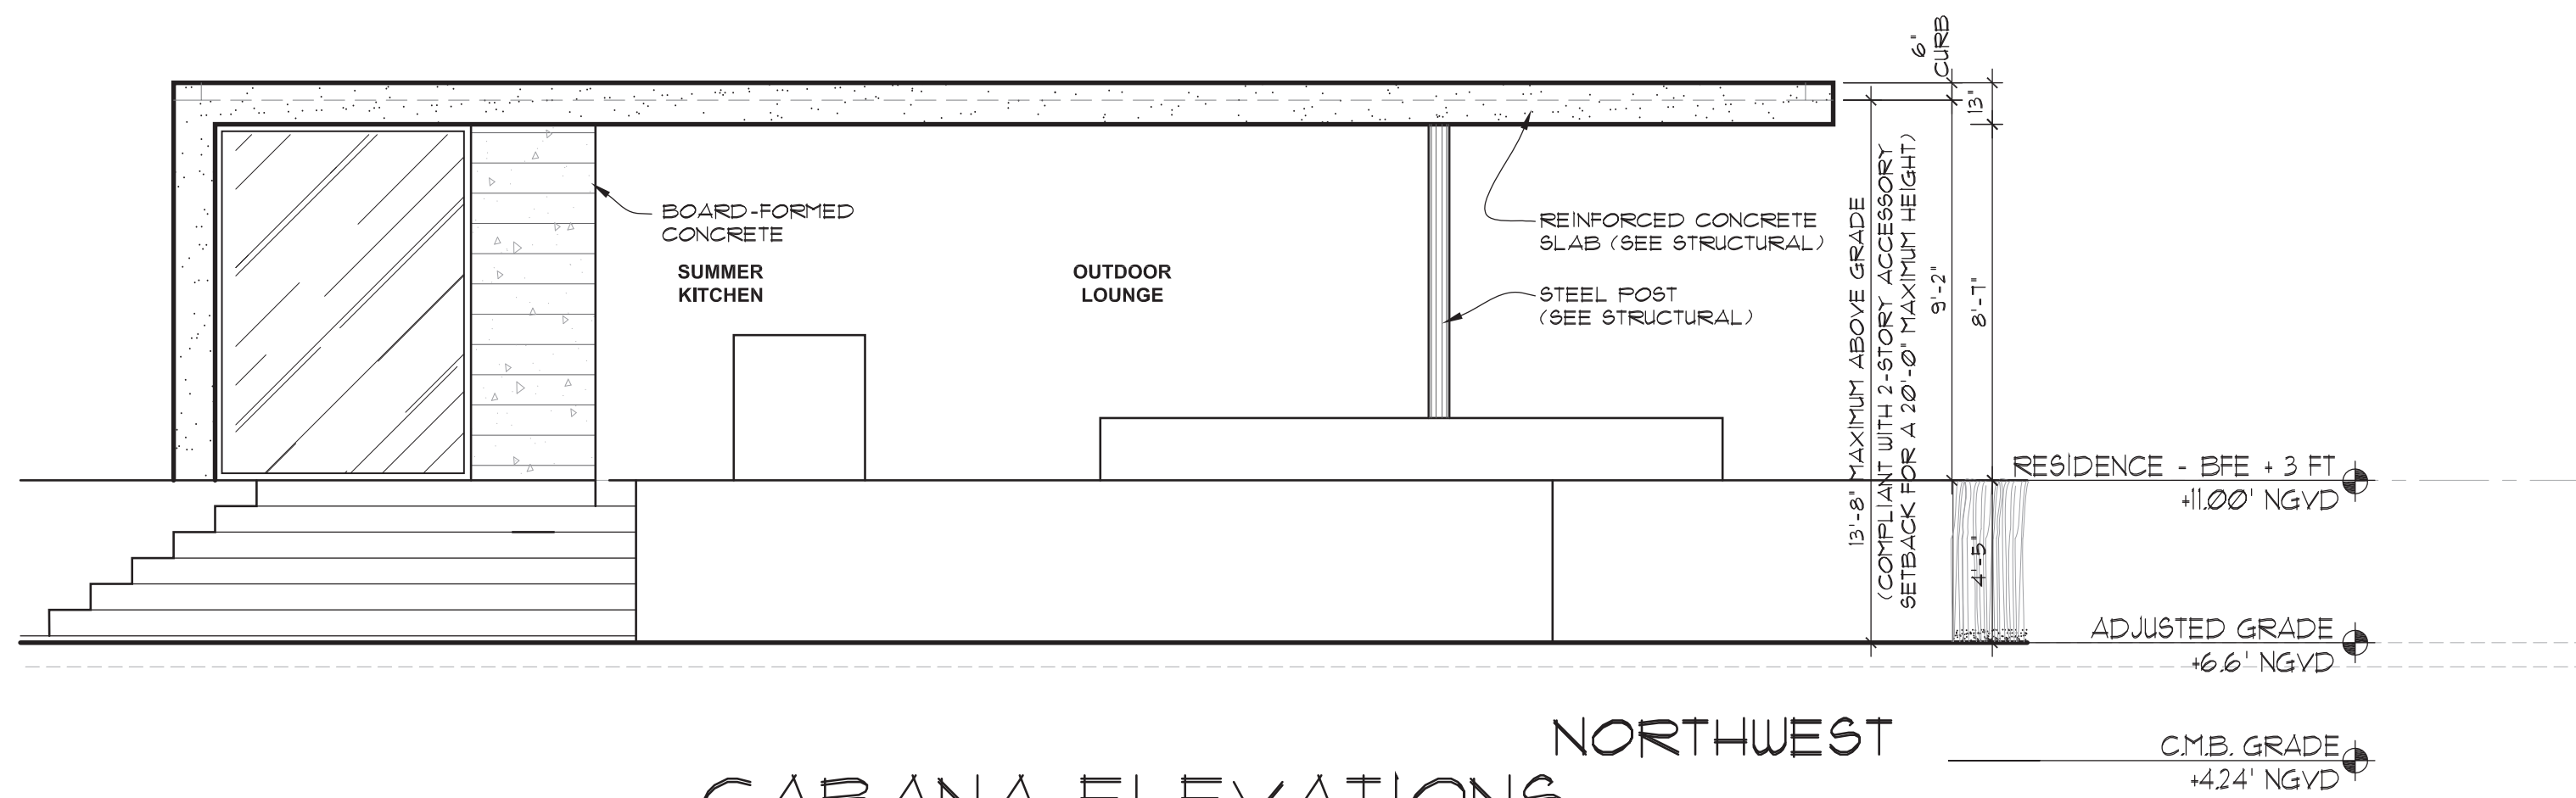 6"
CURB
13"
BOARD-FORMED
CONCRETE
SUMMER
KITCHEN
OUTDOOR
LOUNGE
REINFORCED CONCRETE
SLAB (SEE STRUCTURAL)
STEEL POST
(SEE STRUCTURAL)
13'-8" MAXIMUM ABOVE GRADE
(COMPLIANT WITH 2-STORY ACCESSORY
SETBACK FOR A 20'-0" MAXIMUM HEIGHT)
9'-2"
8'-7"
4'-5"
RESIDENCE - BFE + 3 FT
+11.00' NGVD
ADJUSTED GRADE
+6.6' NGVD
NORTHWEST
C.M.B. GRADE
+4.24' NGVD
CABANA ELEVATIONS